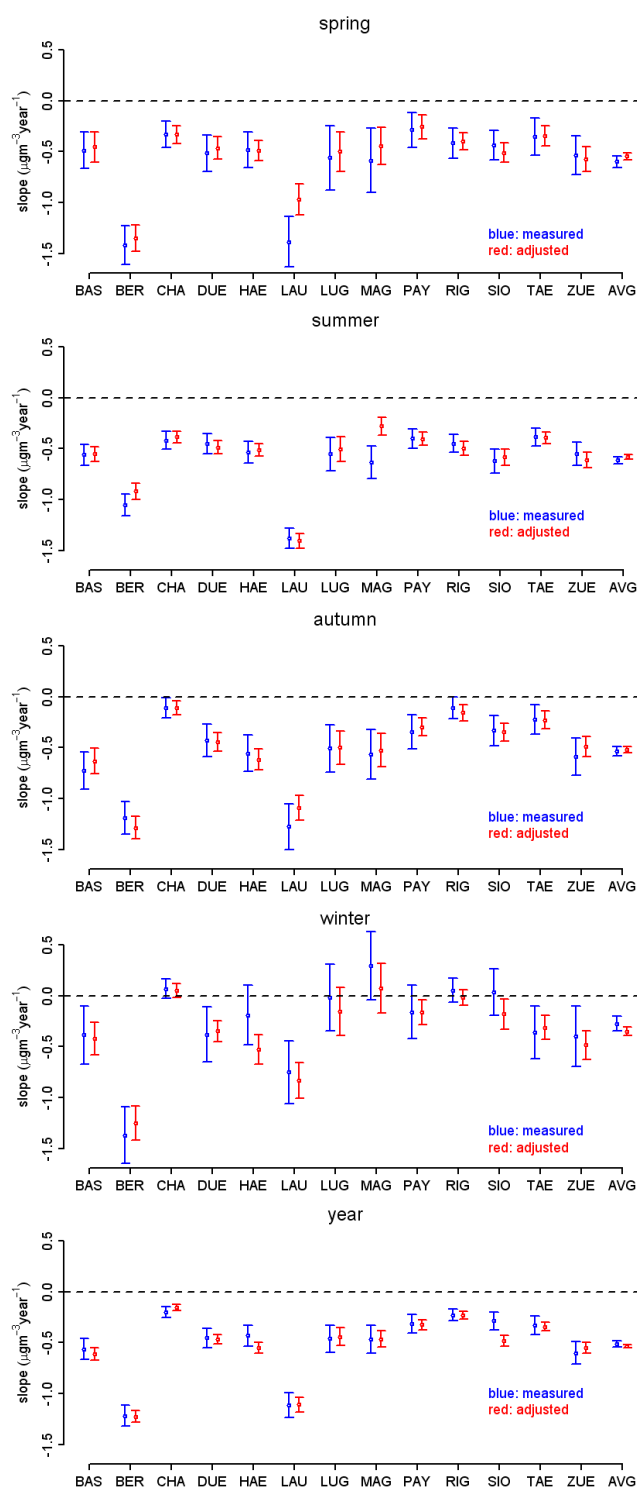 spring
slope (μgm⁻³year⁻¹)
0.5
0.0
-0.5
-1.0
-1.5
blue: measured
red: adjusted
BAS BER CHA DUE HAE LAU LUG MAG PAY RIG SIO TAE ZUE AVG
summer
slope (μgm⁻³year⁻¹)
0.5
0.0
-0.5
-1.0
-1.5
blue: measured
red: adjusted
BAS BER CHA DUE HAE LAU LUG MAG PAY RIG SIO TAE ZUE AVG
autumn
slope (μgm⁻³year⁻¹)
0.5
0.0
-0.5
-1.0
-1.5
blue: measured
red: adjusted
BAS BER CHA DUE HAE LAU LUG MAG PAY RIG SIO TAE ZUE AVG
winter
slope (μgm⁻³year⁻¹)
0.5
0.0
-0.5
-1.0
-1.5
blue: measured
red: adjusted
BAS BER CHA DUE HAE LAU LUG MAG PAY RIG SIO TAE ZUE AVG
year
slope (μgm⁻³year⁻¹)
0.5
0.0
-0.5
-1.0
-1.5
blue: measured
red: adjusted
BAS BER CHA DUE HAE LAU LUG MAG PAY RIG SIO TAE ZUE AVG